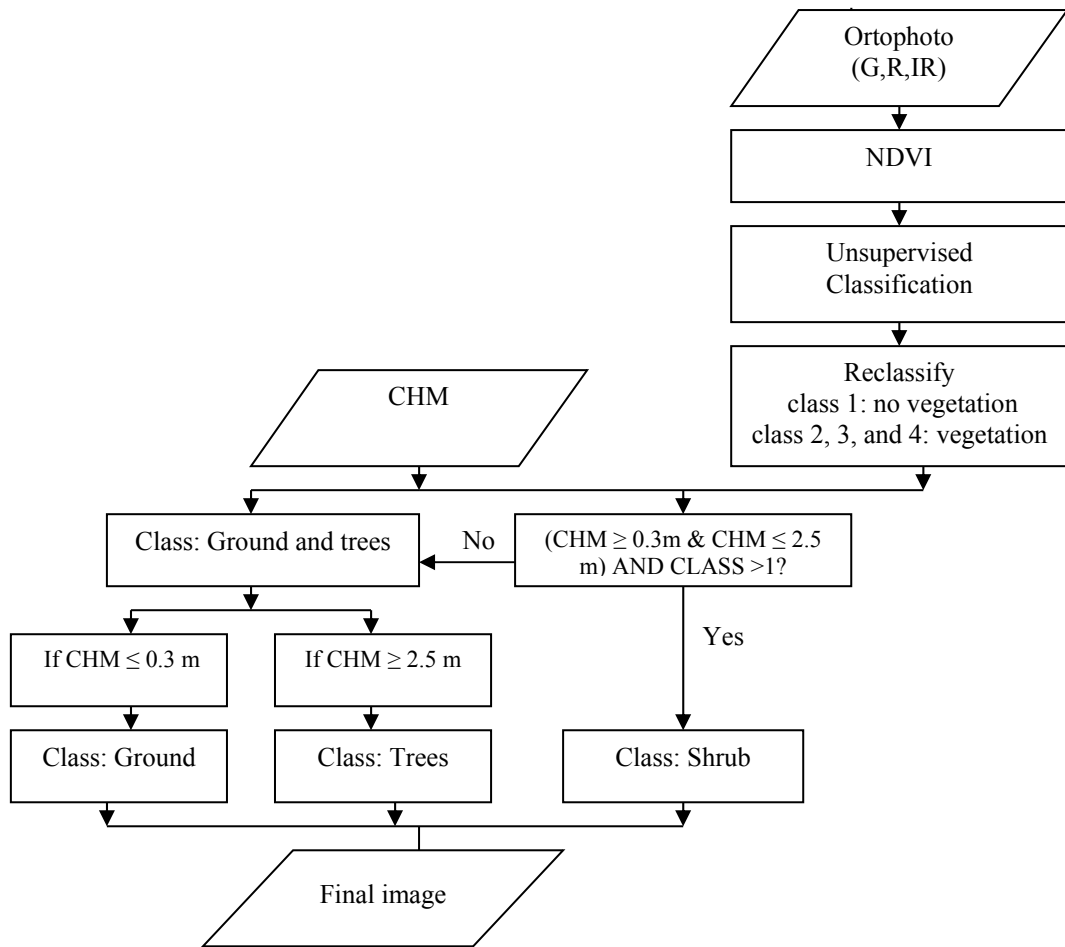 Ortophoto
(G,R,IR)
NDVI
Unsupervised
Classification
Reclassify
class 1: no vegetation
class 2, 3, and 4: vegetation
CHM
Class: Ground and trees
No
(CHM ≥ 0.3m & CHM ≤ 2.5
m) AND CLASS >1?
If CHM ≤ 0.3 m
If CHM ≥ 2.5 m
Yes
Class: Ground
Class: Trees
Class: Shrub
Final image